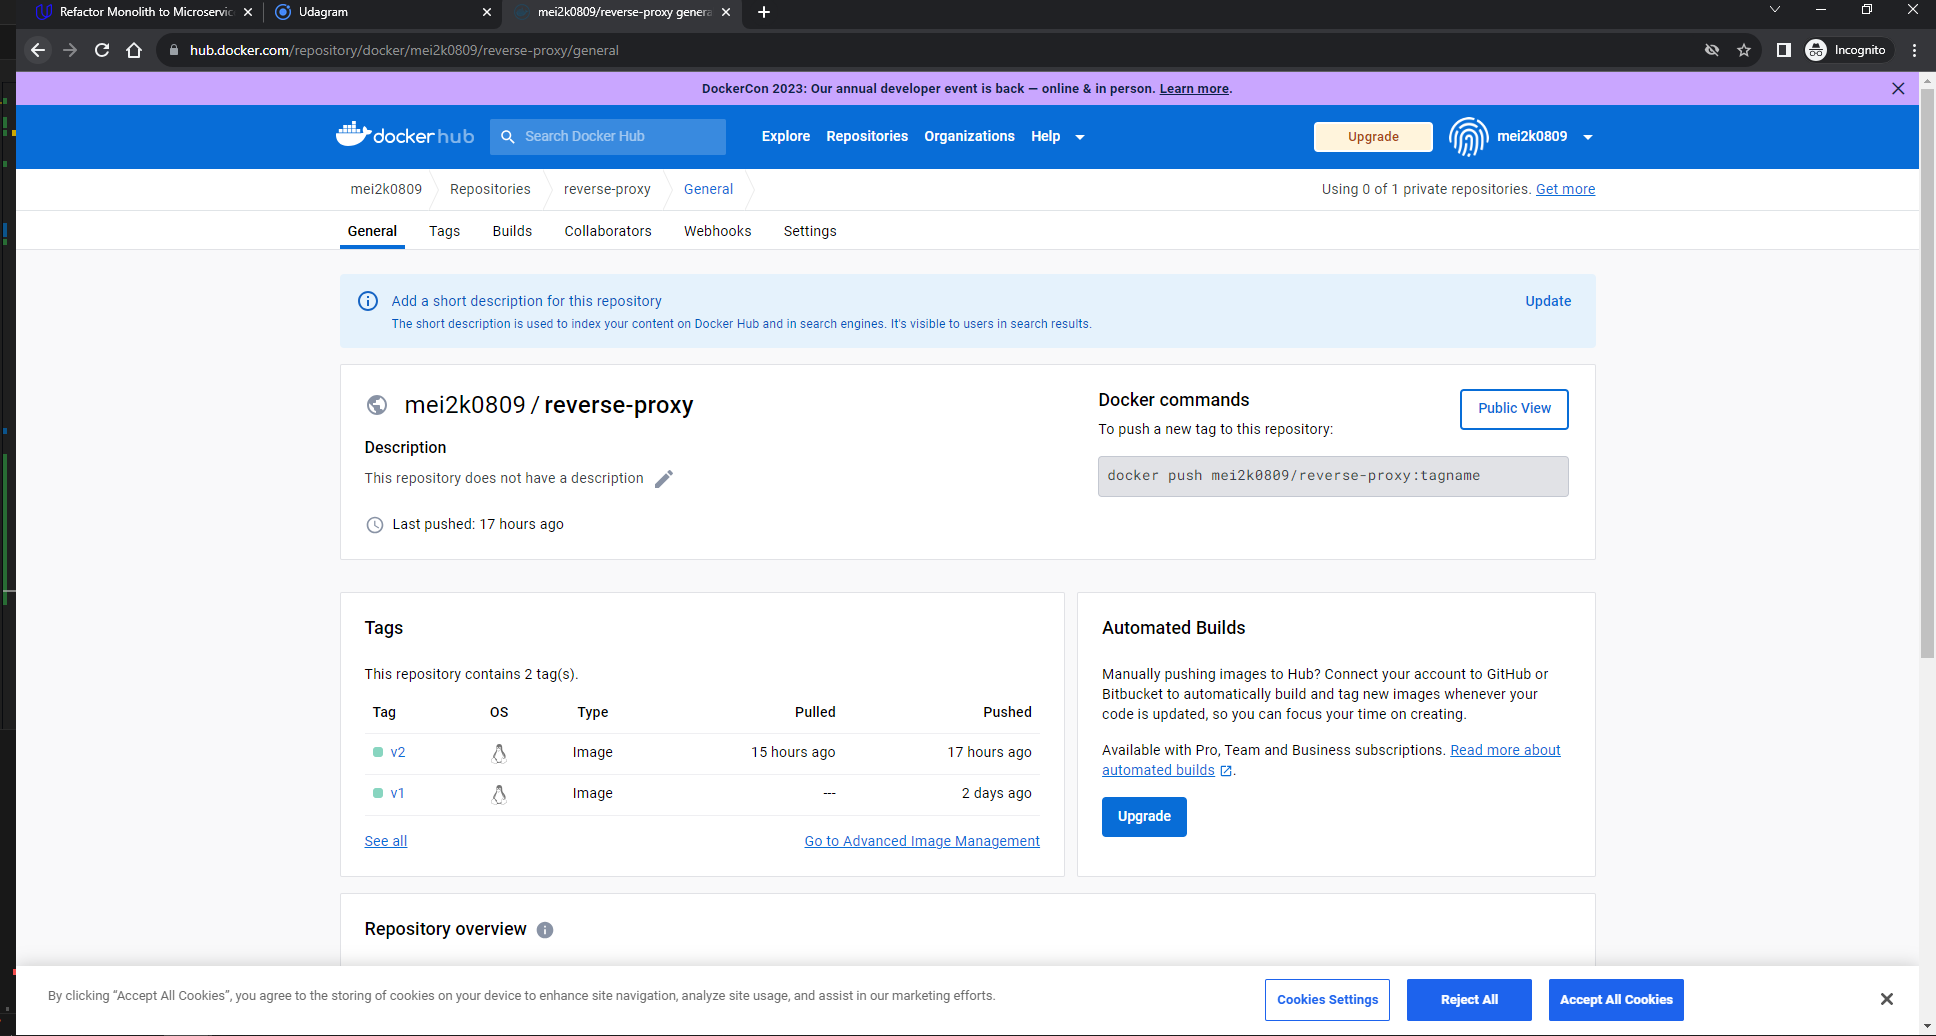 Refactor Monolith to Microservic
Udagram
mei2k0809/reverse-proxy genera
hub.docker.com/repository/docker/mei2k0809/reverse-proxy/general
Incognito
DockerCon 2023: Our annual developer event is back — online & in person. Learn more.
dockerhub
Search Docker Hub
Explore
Repositories
Organizations
Help
Upgrade
mei2k0809
mei2k0809
Repositories
reverse-proxy
General
Using 0 of 1 private repositories. Get more
General
Tags
Builds
Collaborators
Webhooks
Settings
Add a short description for this repository
Update
The short description is used to index your content on Docker Hub and in search engines. It's visible to users in search results.
mei2k0809 / reverse-proxy
Description
This repository does not have a description
Last pushed: 17 hours ago
Docker commands
To push a new tag to this repository:
Public View
docker push mei2k0809/reverse-proxy:tagname
Tags
This repository contains 2 tag(s).
Tag OS Type Pulled Pushed
v2 Image 15 hours ago 17 hours ago
v1 Image --- 2 days ago
See all
Go to Advanced Image Management
Automated Builds
Manually pushing images to Hub? Connect your account to GitHub or
Bitbucket to automatically build and tag new images whenever your
code is updated, so you can focus your time on creating.
Available with Pro, Team and Business subscriptions. Read more about
automated builds.
Upgrade
Repository overview
By clicking “Accept All Cookies”, you agree to the storing of cookies on your device to enhance site navigation, analyze site usage, and assist in our marketing efforts.
Cookies Settings
Reject All
Accept All Cookies